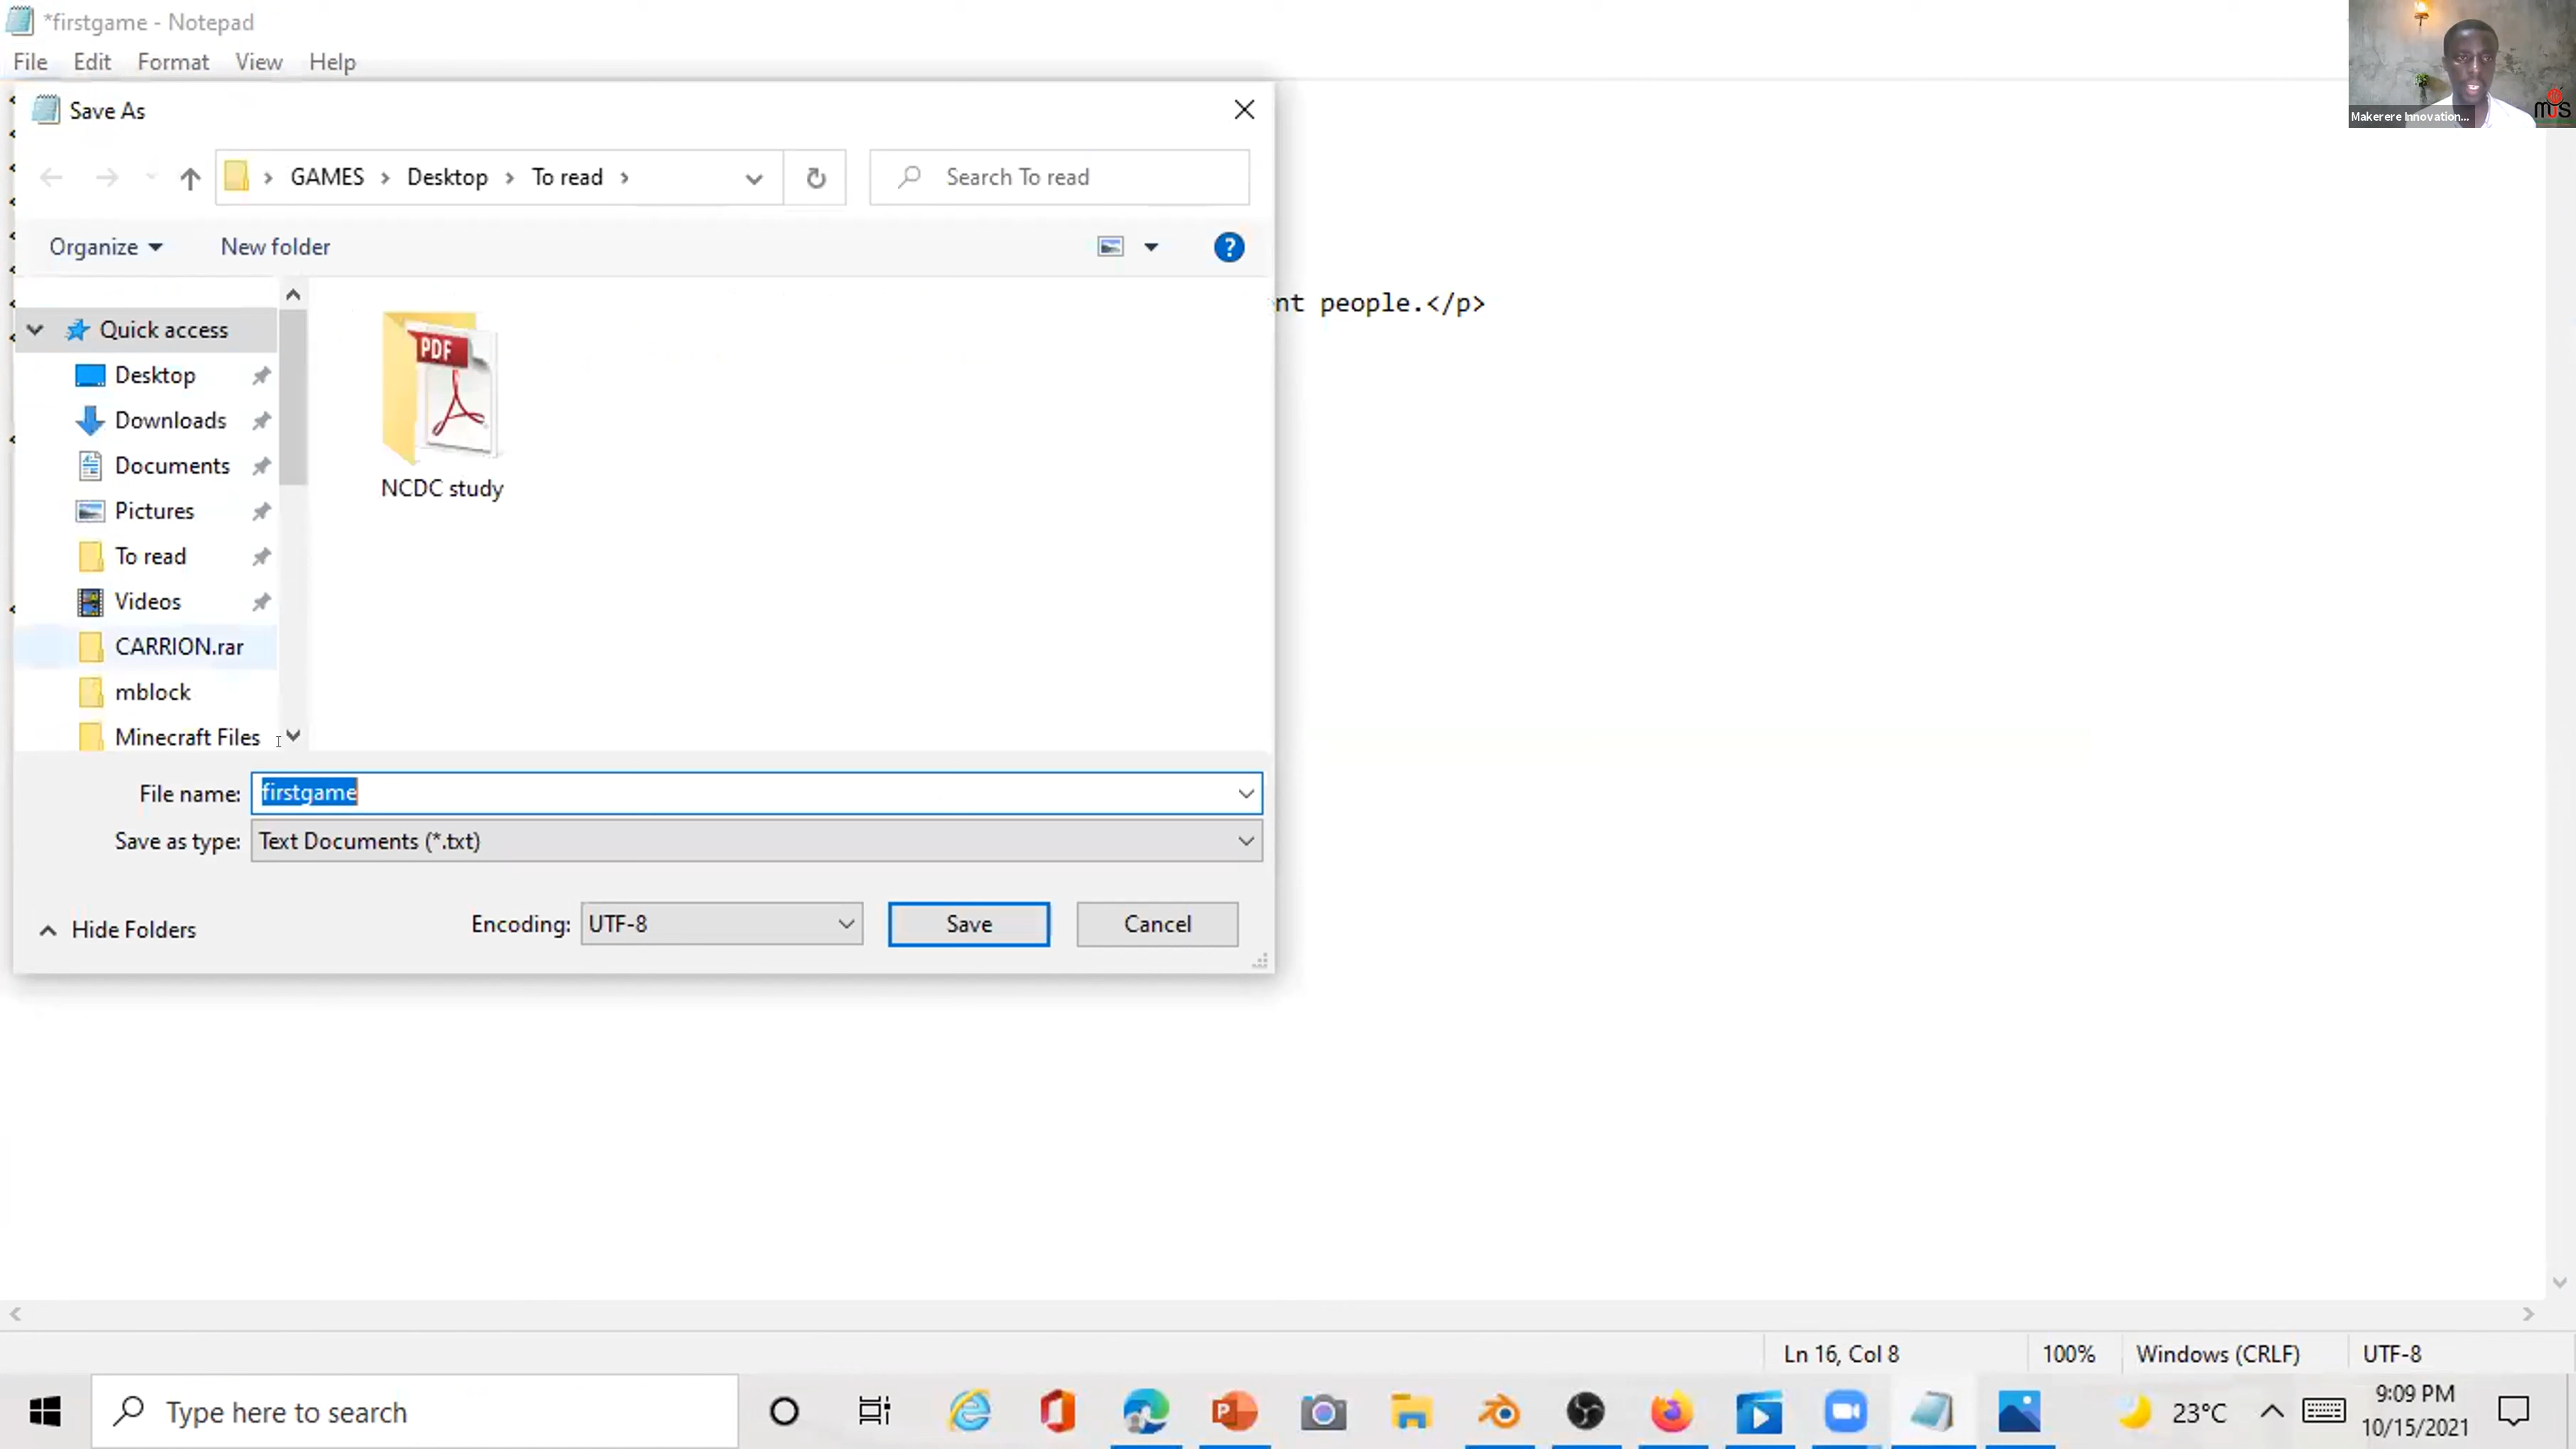 *firstgame - Notepad
File Edit Format View Help
Makerere Innovation...
mis
Save As
GAMES › Desktop › To read ›
Search To read
Organize
New folder
nt people.</p>
Quick access
Desktop
Downloads
Documents
Pictures
To read
Videos
CARRION.rar
mblock
Minecraft Files
PDF
NCDC study
File name: firstgame
Save as type: Text Documents (*.txt)
Hide Folders
Encoding: UTF-8
Save
Cancel
Ln 16, Col 8
100%
Windows (CRLF)
UTF-8
Type here to search
23°C
9:09 PM
10/15/2021